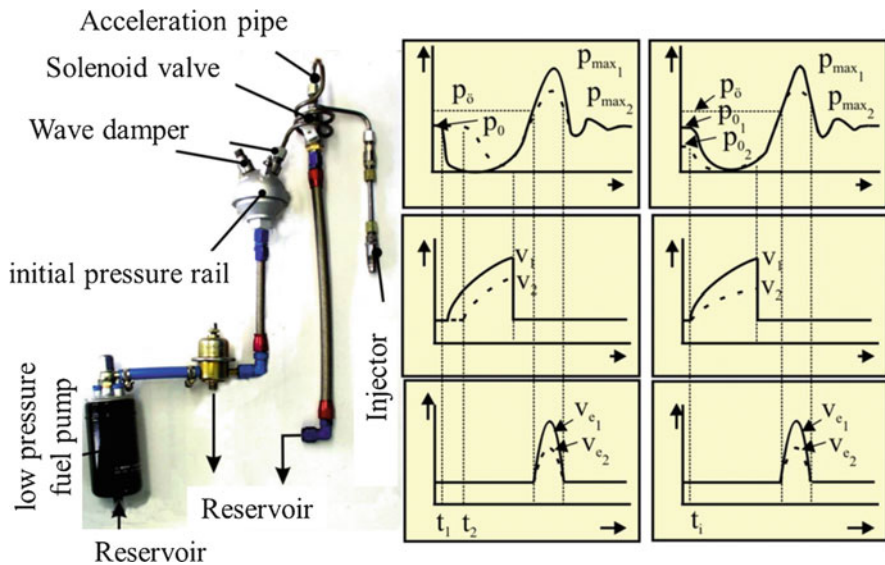 Acceleration pipe
Solenoid valve
Wave damper
initial pressure rail
low pressure
fuel pump
Injector
Reservoir
Reservoir
pmax1
pmax2
pö
p0
pmax1
pmax2
pö
p01
p02
v1
v2
v1
v2
ve1
ve2
t1 t2
ve1
ve2
ti